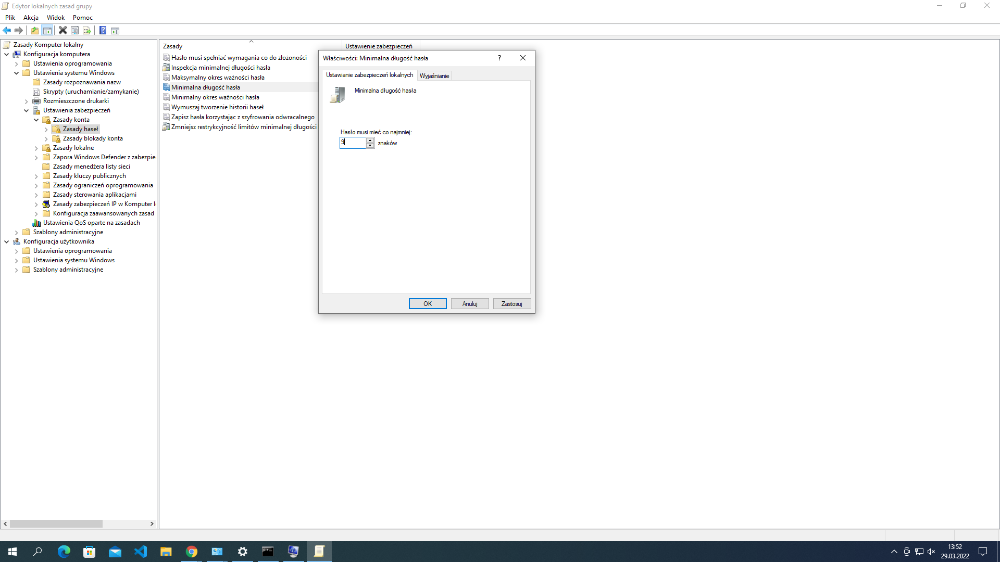 Edytor lokalnych zasad grupy
Plik Akcja Widok Pomoc
Zasady Komputer lokalny
Konfiguracja komputera
Ustawienia oprogramowania
Ustawienia systemu Windows
Zasady rozpoznawania nazw
Skrypty (uruchamianie/zamykanie)
Rozmieszczone drukarki
Ustawienia zabezpieczeń
Zasady konta
Zasady haseł
Zasady blokady konta
Zasady lokalne
Zapora Windows Defender z zabezpie
Zasady menedżera listy sieci
Zasady kluczy publicznych
Zasady ograniczeń oprogramowania
Zasady sterowania aplikacjami
Zasady zabezpieczeń IP w Komputer l
Konfiguracja zaawansowanych zasad
Ustawienia QoS oparte na zasadach
Szablony administracyjne
Konfiguracja użytkownika
Ustawienia oprogramowania
Ustawienia systemu Windows
Szablony administracyjne
Zasady Ustawienie zabezpieczeń
Hasło musi spełniać wymagania co do złożoności
Inspekcja minimalnej długości hasła
Maksymalny okres ważności hasła
Minimalna długość hasła
Minimalny okres ważności hasła
Wymuszaj tworzenie historii haseł
Zapisz hasła korzystając z szyfrowania odwracalnego
Zmniejsz restrykcyjność limitów minimalnej długości
Właściwości: Minimalna długość hasła
?
Ustawianie zabezpieczeń lokalnych Wyjaśnianie
Minimalna długość hasła
Hasło musi mieć co najmniej:
9 znaków
OK Anuluj Zastosuj
13:52
29.03.2022